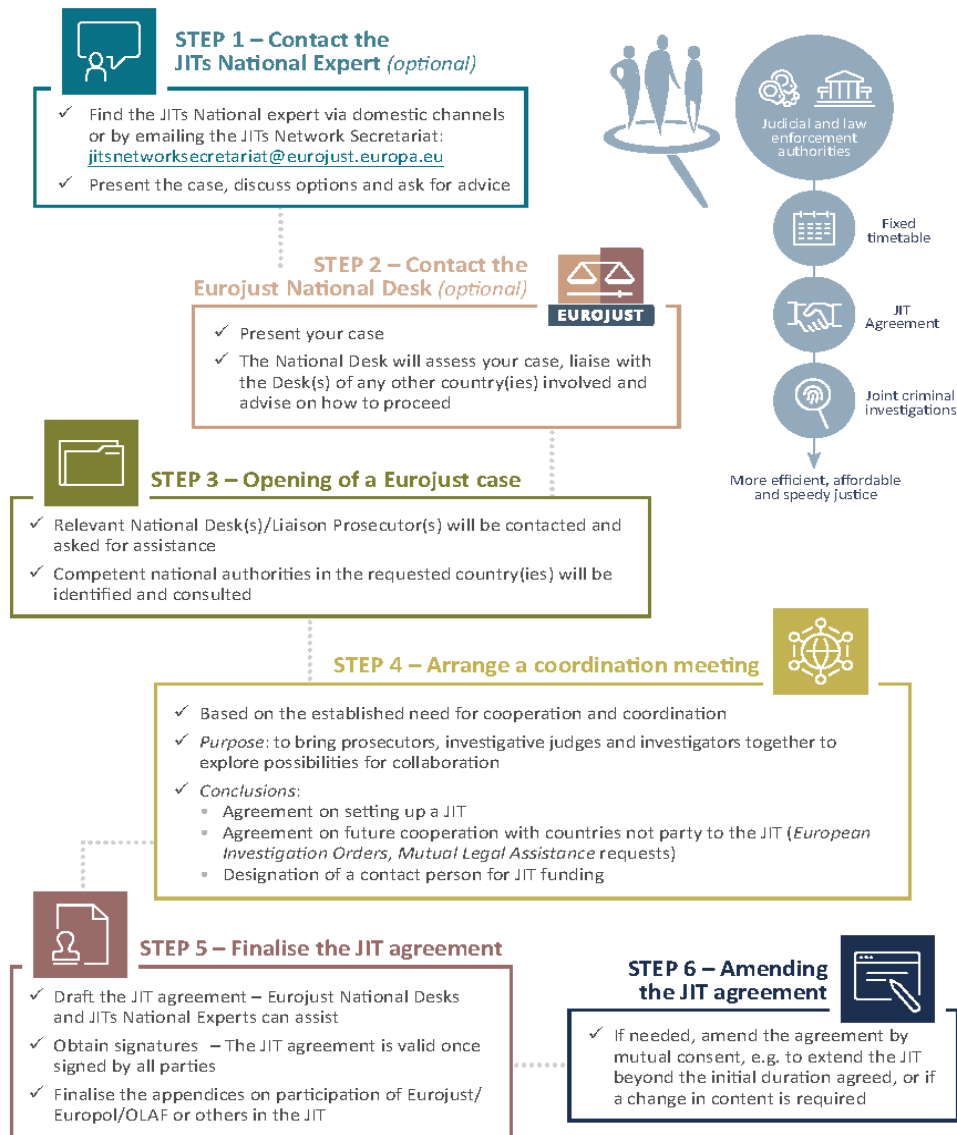 STEP 1 – Contact the
JITs National Expert (optional)
✓ Find the JITs National expert via domestic channels
or by emailing the JITs Network Secretariat:
jitsnetworksecretariat@eurojust.europa.eu
✓ Present the case, discuss options and ask for advice
Judicial and law
enforcement
authorities
Fixed
timetable
JIT
Agreement
Joint criminal
investigations
More efficient, affordable
and speedy justice
STEP 2 – Contact the
Eurojust National Desk (optional)
EUROJUST
✓ Present your case
✓ The National Desk will assess your case, liaise with
the Desk(s) of any other country(ies) involved and
advise on how to proceed
STEP 3 – Opening of a Eurojust case
✓ Relevant National Desk(s)/Liaison Prosecutor(s) will be contacted and
asked for assistance
✓ Competent national authorities in the requested country(ies) will be
identified and consulted
STEP 4 – Arrange a coordination meeting
✓ Based on the established need for cooperation and coordination
✓ Purpose: to bring prosecutors, investigative judges and investigators together to
explore possibilities for collaboration
✓ Conclusions:
• Agreement on setting up a JIT
• Agreement on future cooperation with countries not party to the JIT (European
Investigation Orders, Mutual Legal Assistance requests)
• Designation of a contact person for JIT funding
STEP 5 – Finalise the JIT agreement
✓ Draft the JIT agreement – Eurojust National Desks
and JITs National Experts can assist
✓ Obtain signatures – The JIT agreement is valid once
signed by all parties
✓ Finalise the appendices on participation of Eurojust/
Europol/OLAF or others in the JIT
STEP 6 – Amending
the JIT agreement
✓ If needed, amend the agreement by
mutual consent, e.g. to extend the JIT
beyond the initial duration agreed, or if
a change in content is required